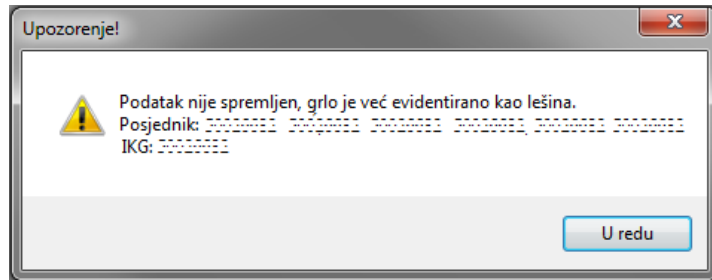 Upozorenje!
Podatak nije spremljen, grlo je već evidentirano kao lešina.
Posjednik:
IKG:
U redu